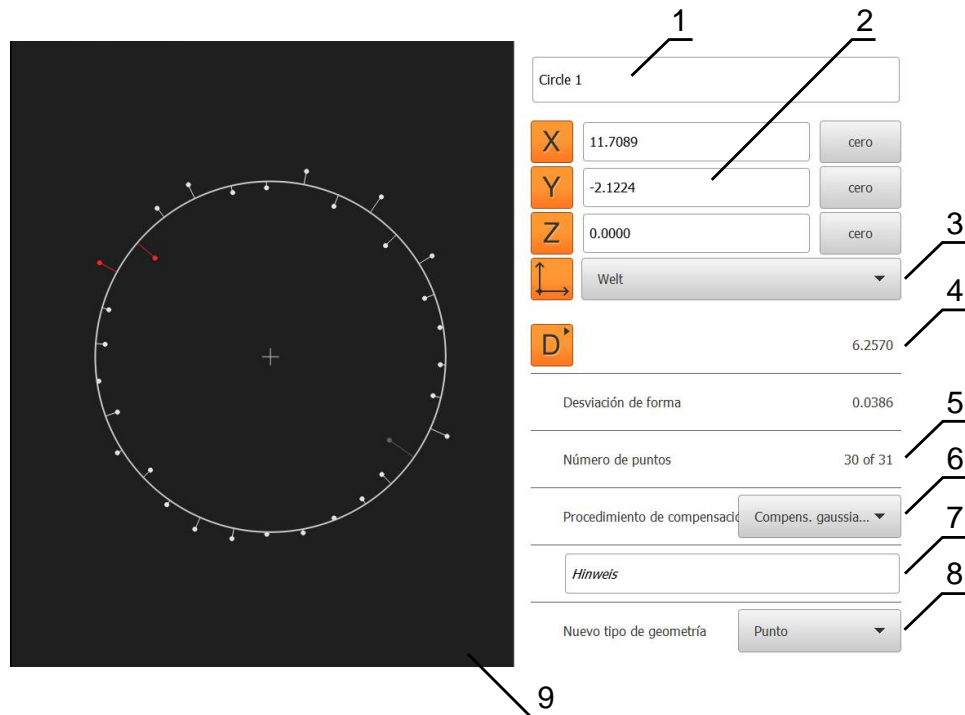 1
2
Circle 1
X 11.7089 cero
Y -2.1224 cero
Z 0.0000 cero
3
Welt
4
D 6.2570
Desviación de forma 0.0386
5
Número de puntos 30 of 31
6
Procedimiento de compensació Compens. gaussia...
7
Hinweis
8
Nuevo tipo de geometría Punto
9